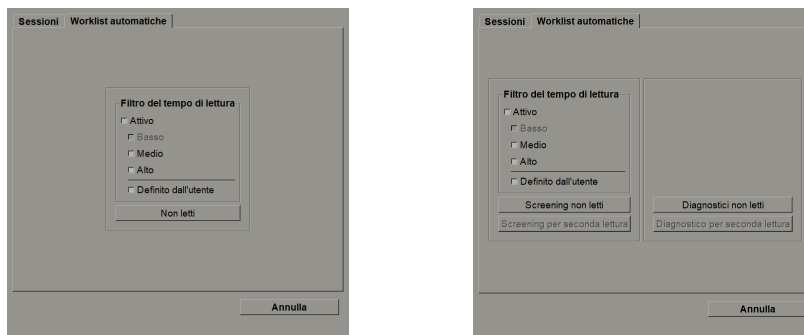 Sessioni Worklist automatiche
Filtro del tempo di lettura
Attivo
Basso
Medio
Alto
Definito dall'utente
Non letti
Annulla
Sessioni Worklist automatiche
Filtro del tempo di lettura
Attivo
Basso
Medio
Alto
Definito dall'utente
Screening non letti Diagnostici non letti
Screening per seconda lettura Diagnostico per seconda lettura
Annulla